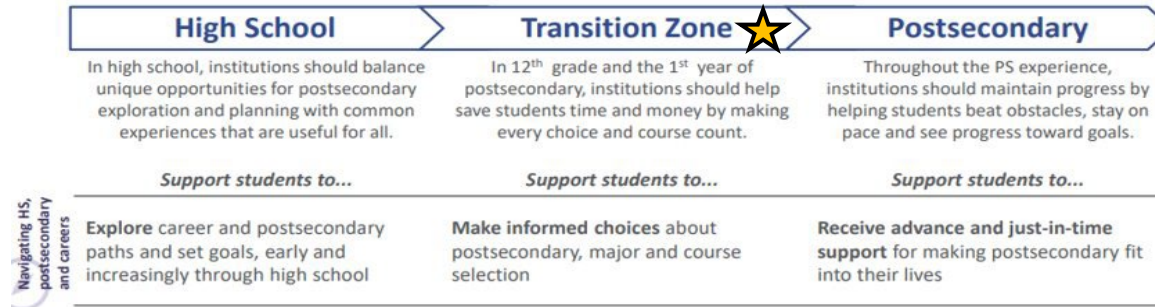 High School
Transition Zone
Postsecondary
In high school, institutions should balance
unique opportunities for postsecondary
exploration and planning with common
experiences that are useful for all.
In 12th grade and the 1st year of
postsecondary, institutions should help
save students time and money by making
every choice and course count.
Throughout the PS experience,
institutions should maintain progress by
helping students beat obstacles, stay on
pace and see progress toward goals.
Support students to...
Support students to...
Support students to...
Navigating HS,
postsecondary
and careers
Explore career and postsecondary
paths and set goals, early and
increasingly through high school
Make informed choices about
postsecondary, major and course
selection
Receive advance and just-in-time
support for making postsecondary fit
into their lives